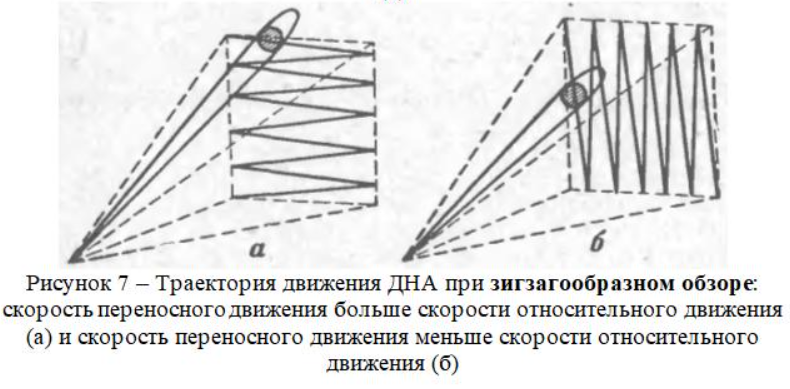 а
б
Рисунок 7 – Траектория движения ДНА при зигзагообразном обзоре:
скорость переносного движения больше скорости относительного движения
(а) и скорость переносного движения меньше скорости относительного
движения (б)